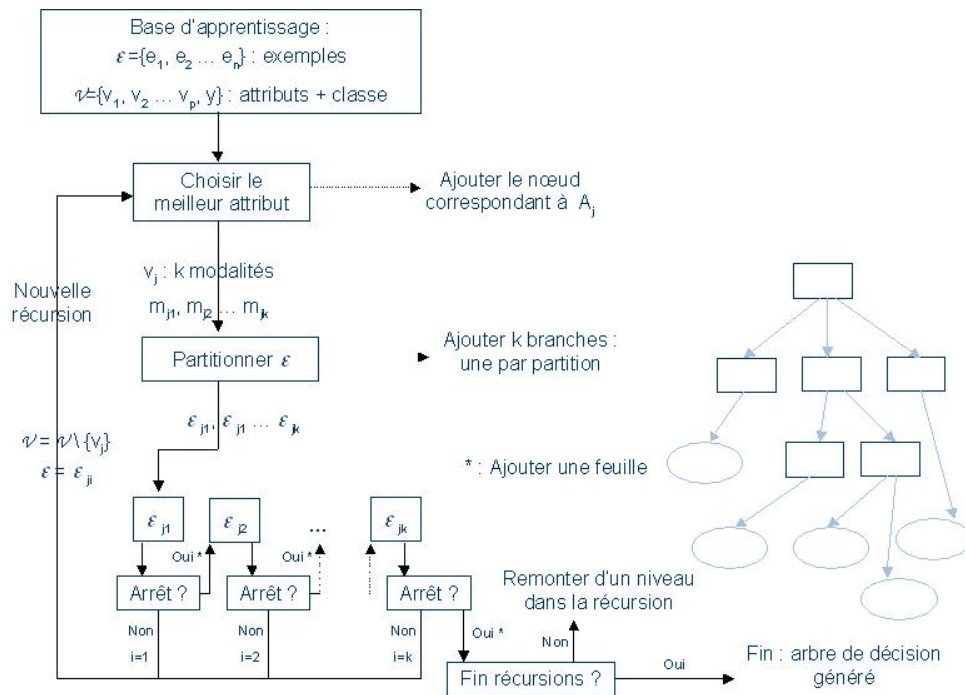 Base d'apprentissage :
ε={e1, e2 ... en} : exemples
𝒱={v1, v2 ... vp, y} : attributs + classe
Choisir le
meilleur attribut
Ajouter le nœud
correspondant à Aj
vj : k modalités
mj1, mj2 ... mjk
Nouvelle
récursion
Partitionner ε
Ajouter k branches :
une par partition
εj1, εj1 ... εjk
𝒱 = 𝒱 \ {vj}
ε = εji
* : Ajouter une feuille
εj1
εj2
...
εjk
Oui *
Oui *
Arrêt ?
Arrêt ?
Arrêt ?
Remonter d'un niveau
dans la récursion
Non
i=1
Non
i=2
Non
i=k
Oui *
Non
Fin récursions ?
Oui
Fin : arbre de décision
généré